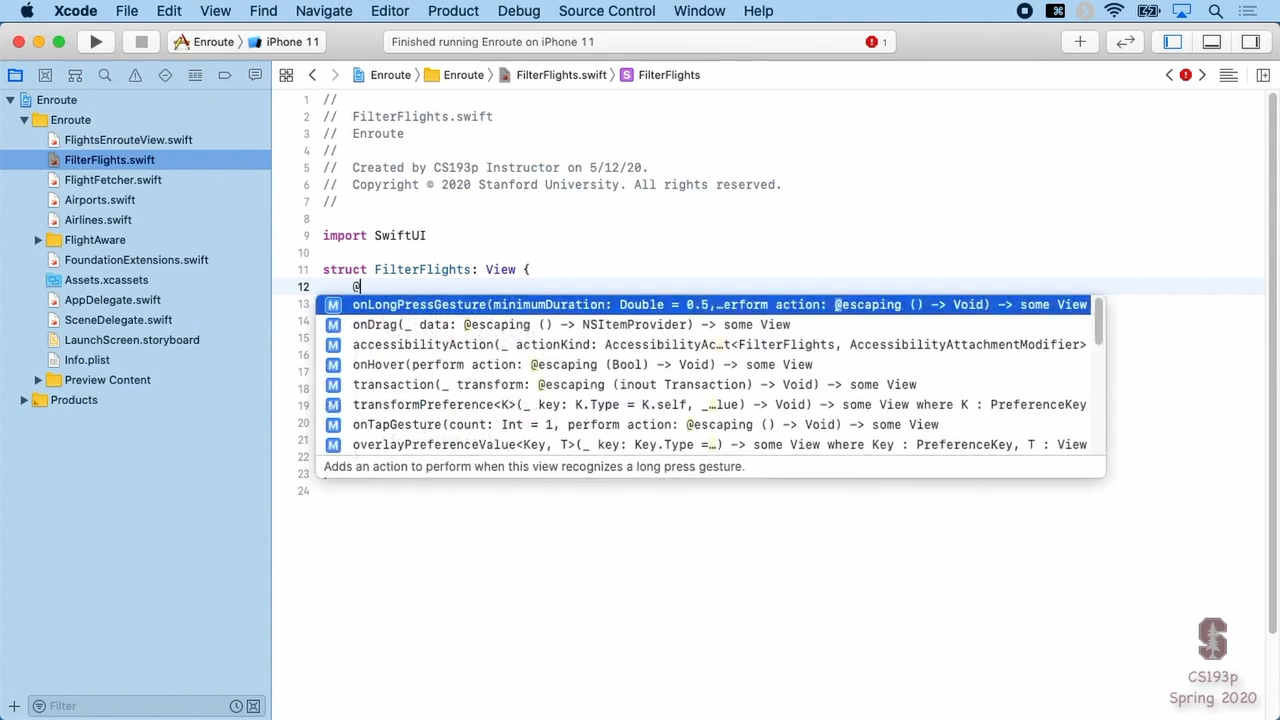 Xcode File Edit View Find Navigate Editor Product Debug Source Control Window Help
Enroute iPhone 11 Finished running Enroute on iPhone 11 1
Enroute Enroute FilterFlights.swift S FilterFlights
Enroute
Enroute
FlightsEnrouteView.swift
FilterFlights.swift
FlightFetcher.swift
Airports.swift
Airlines.swift
FlightAware
FoundationExtensions.swift
Assets.xcassets
AppDelegate.swift
SceneDelegate.swift
LaunchScreen.storyboard
Info.plist
Preview Content
Products
Filter
1 //
2 // FilterFlights.swift
3 // Enroute
4 //
5 // Created by CS193p Instructor on 5/12/20.
6 // Copyright © 2020 Stanford University. All rights reserved.
7 //
8
9 import SwiftUI
10
11 struct FilterFlights: View {
12 @
13
14
15
16
17
18
19
20
21
22
23
24
M onLongPressGesture(minimumDuration: Double = 0.5,…erform action: @escaping () -> Void) -> some View
M onDrag(_ data: @escaping () -> NSItemProvider) -> some View
M accessibilityAction(_ actionKind: AccessibilityAc…t<FilterFlights, AccessibilityAttachmentModifier>
M onHover(perform action: @escaping (Bool) -> Void) -> some View
M transaction(_ transform: @escaping (inout Transaction) -> Void) -> some View
M transformPreference<K>(_ key: K.Type = K.self, _…lue) -> Void) -> some View where K : PreferenceKey
M onTapGesture(count: Int = 1, perform action: @escaping () -> Void) -> some View
M overlayPreferenceValue<Key, T>(_ key: Key.Type =…) -> some View where Key : PreferenceKey, T : View
Adds an action to perform when this view recognizes a long press gesture.
CS193p
Spring 2020